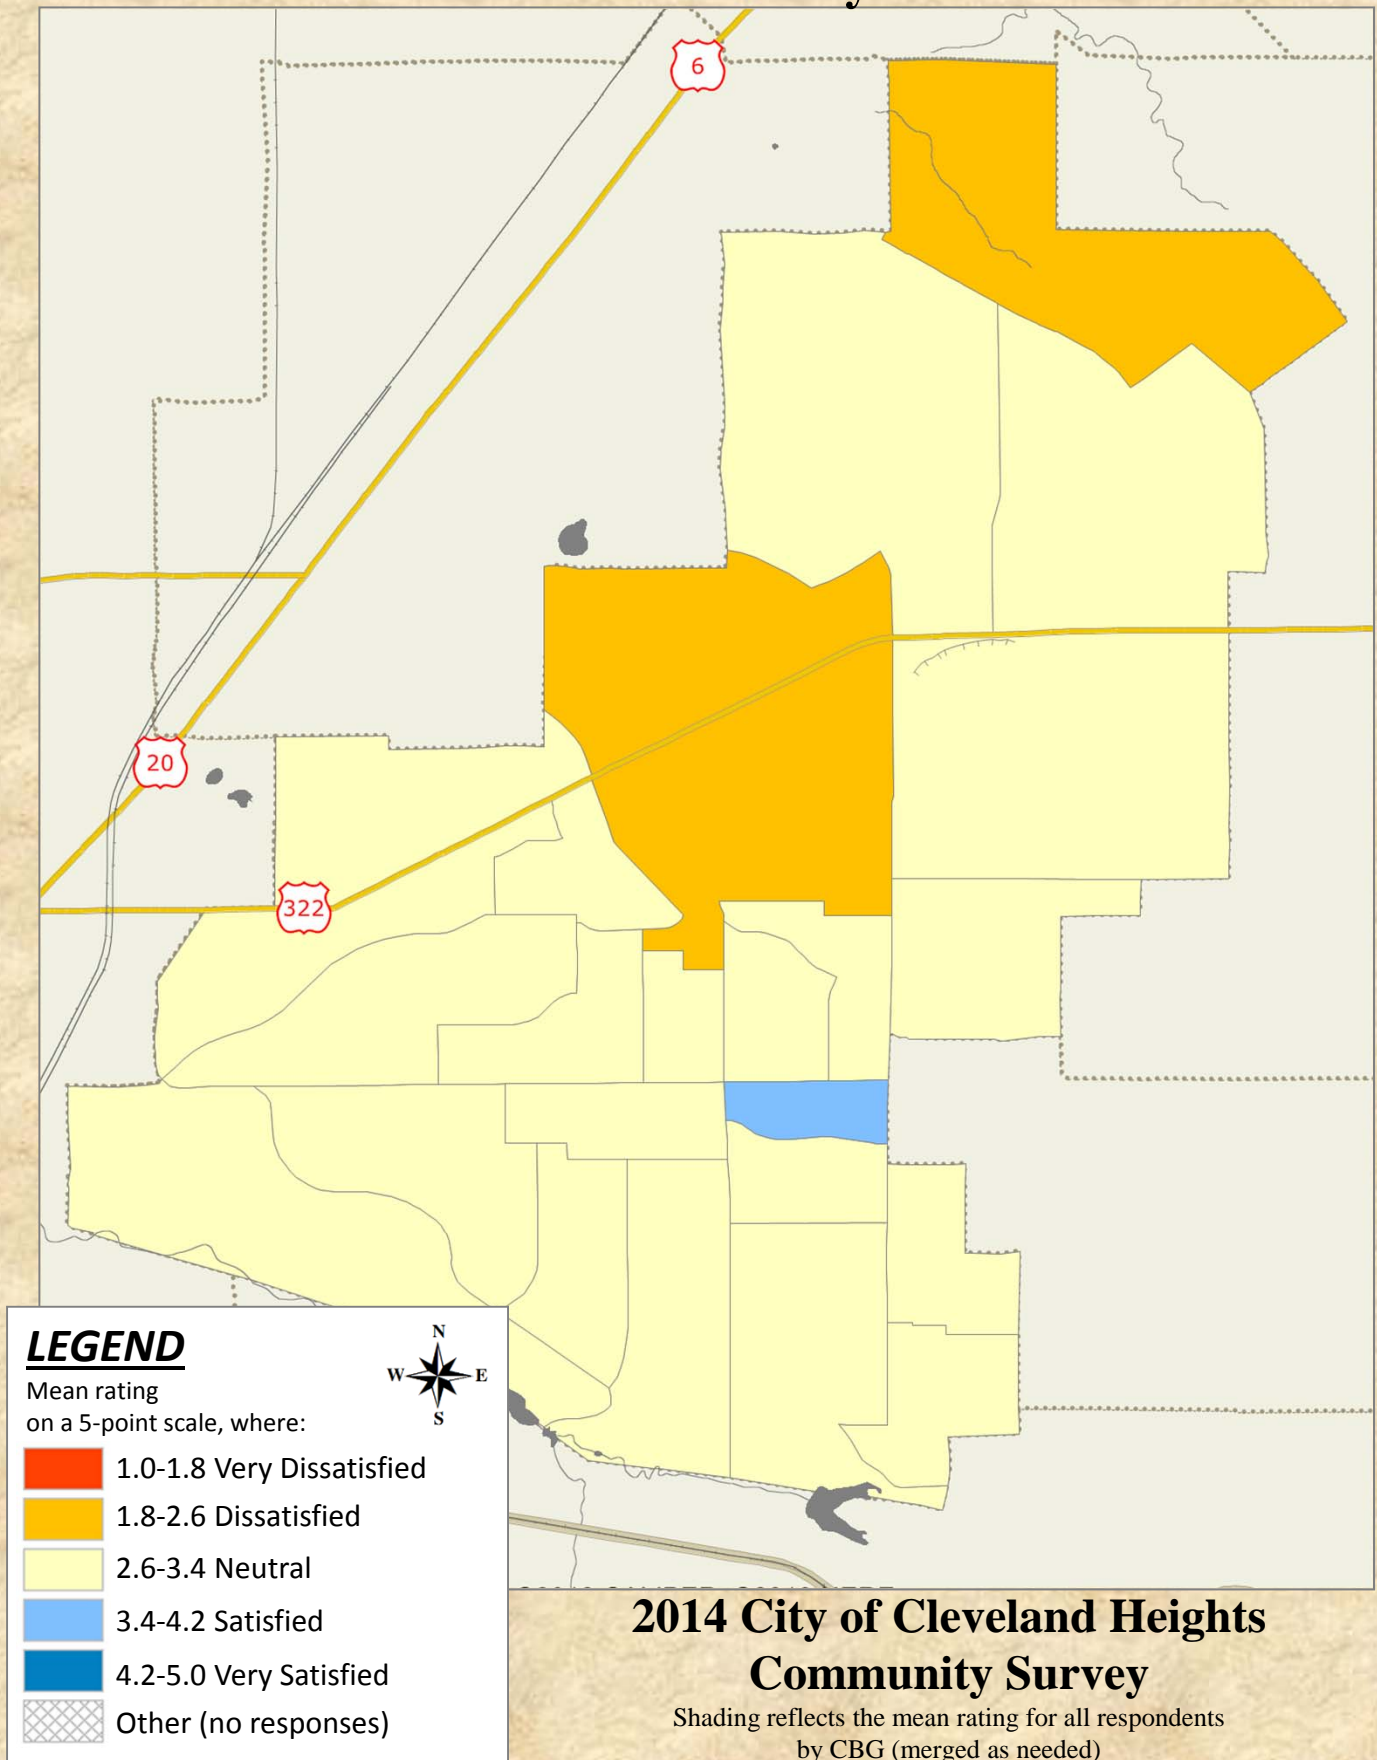 6
20
322
LEGEND
N
W E
S
Mean rating
on a 5-point scale, where:
1.0-1.8 Very Dissatisfied
1.8-2.6 Dissatisfied
2.6-3.4 Neutral
3.4-4.2 Satisfied
4.2-5.0 Very Satisfied
Other (no responses)
2014 City of Cleveland Heights
Community Survey
Shading reflects the mean rating for all respondents
by CBG (merged as needed)